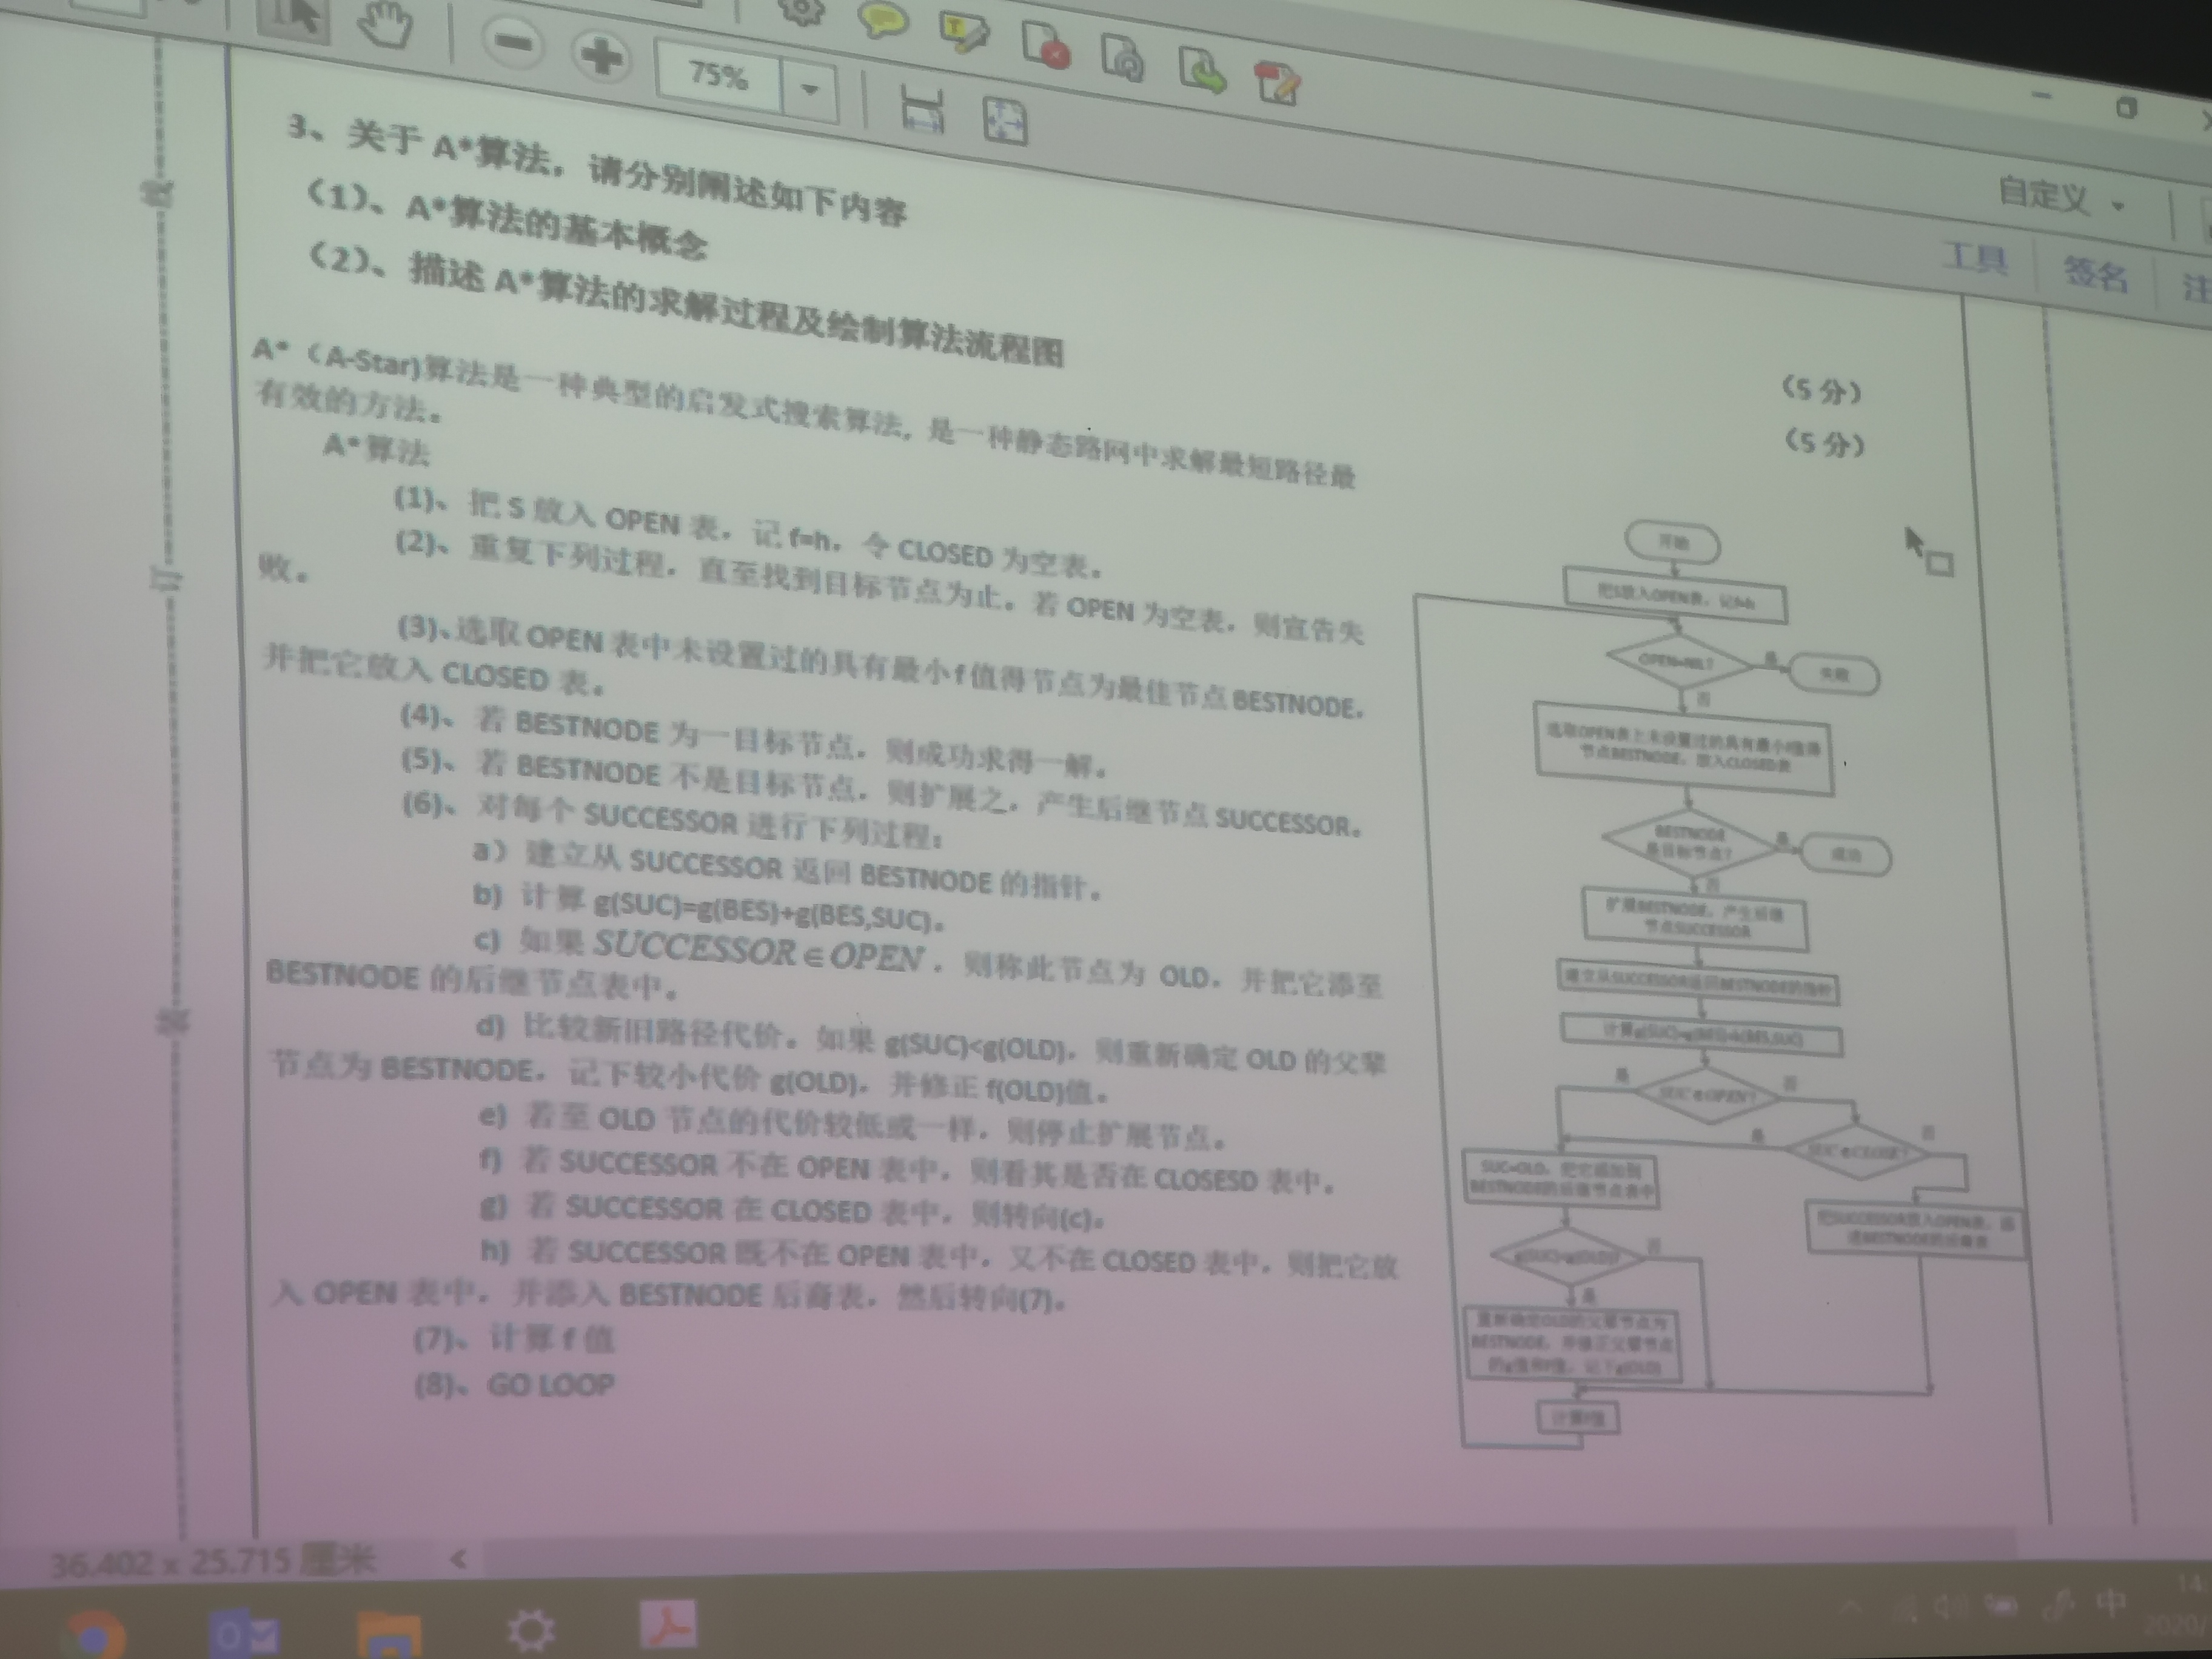 75%
自定义
工具 签名 注
3、关于 A*算法，请分别阐述如下内容
（1）、A*算法的基本概念
（5 分）
（2）、描述 A*算法的求解过程及绘制算法流程图
（5 分）
A*（A-Star)算法是一种典型的启发式搜索算法，是一种静态路网中求解最短路径最
有效的方法。
A*算法
(1)、把 S 放入 OPEN 表，记 f=h，令 CLOSED 为空表。
(2)、重复下列过程，直至找到目标节点为止。若 OPEN 为空表，则宣告失
败。
(3)、选取 OPEN 表中未设置过的具有最小 f 值得节点为最佳节点 BESTNODE，
并把它放入 CLOSED 表。
(4)、若 BESTNODE 为一目标节点，则成功求得一解。
(5)、若 BESTNODE 不是目标节点，则扩展之，产生后继节点 SUCCESSOR。
(6)、对每个 SUCCESSOR 进行下列过程：
a）建立从 SUCCESSOR 返回 BESTNODE 的指针。
b) 计算 g(SUC)=g(BES)+g(BES,SUC)。
c) 如果 SUCCESSOR∈OPEN，则称此节点为 OLD，并把它添至
BESTNODE 的后继节点表中。
d) 比较新旧路径代价。如果 g(SUC)<g(OLD)，则重新确定 OLD 的父辈
节点为 BESTNODE，记下较小代价 g(OLD)，并修正 f(OLD)值。
e) 若至 OLD 节点的代价较低或一样，则停止扩展节点。
f) 若 SUCCESSOR 不在 OPEN 表中，则看其是否在 CLOSESD 表中。
g) 若 SUCCESSOR 在 CLOSED 表中，则转向(c)。
h) 若 SUCCESSOR 既不在 OPEN 表中，又不在 CLOSED 表中，则把它放
入 OPEN 表中，并添入 BESTNODE 后裔表，然后转向(7)。
(7)、计算 f 值
(8)、GO LOOP
开始
把S放入OPEN表，记f=h
OPEN=NIL?
是
失败
否
选取OPEN表上未设置过的具有最小f值得
节点BESTNODE，放入CLOSED表
BESTNODE
是目标节点?
是
成功
否
扩展BESTNODE，产生后继
节点SUCCESSOR
建立从SUCCESSOR返回BESTNODE的指针
计算g(SUC)=g(BES)+k(BES,SUC)
是
SUC∈OPEN?
否
是
SUC∈CLOSE?
否
SUC=OLD，把它添加到
BESTNODE的后继节点表中
把SUCCESSOR放入OPEN表，添
进BESTNODE的后裔表
g(SUC)<g(OLD)?
否
是
重新确定OLD的父辈节点为
BESTNODE，并修正父辈节点
的g值和f值，记下g(OLD)
计算f值
订
36.402 x 25.715 厘米
中
14:
2020/